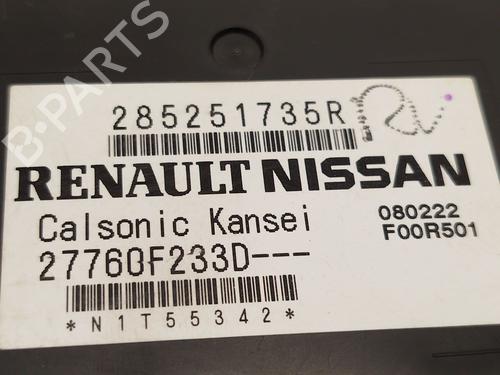 B-PARTS
285251735R
RENAULT NISSAN
Calsonic Kansei
27760F233D---
080222
F00R501
*N1T55342*